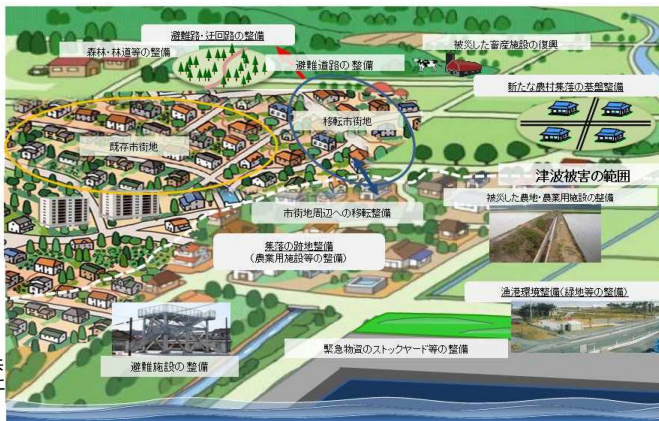 避難路・迂回路の整備
森林・林道等の整備
避難道路の整備
被災した畜産施設の復興
新たな農村集落の基盤整備
移転市街地
既存市街地
津波被害の範囲
被災した農地・農業用施設の整備
市街地周辺への移転整備
集落の跡地整備
(農業用施設等の整備)
漁港環境整備(緑地等の整備)
緊急物資のストックヤード等の整備
避難施設の整備